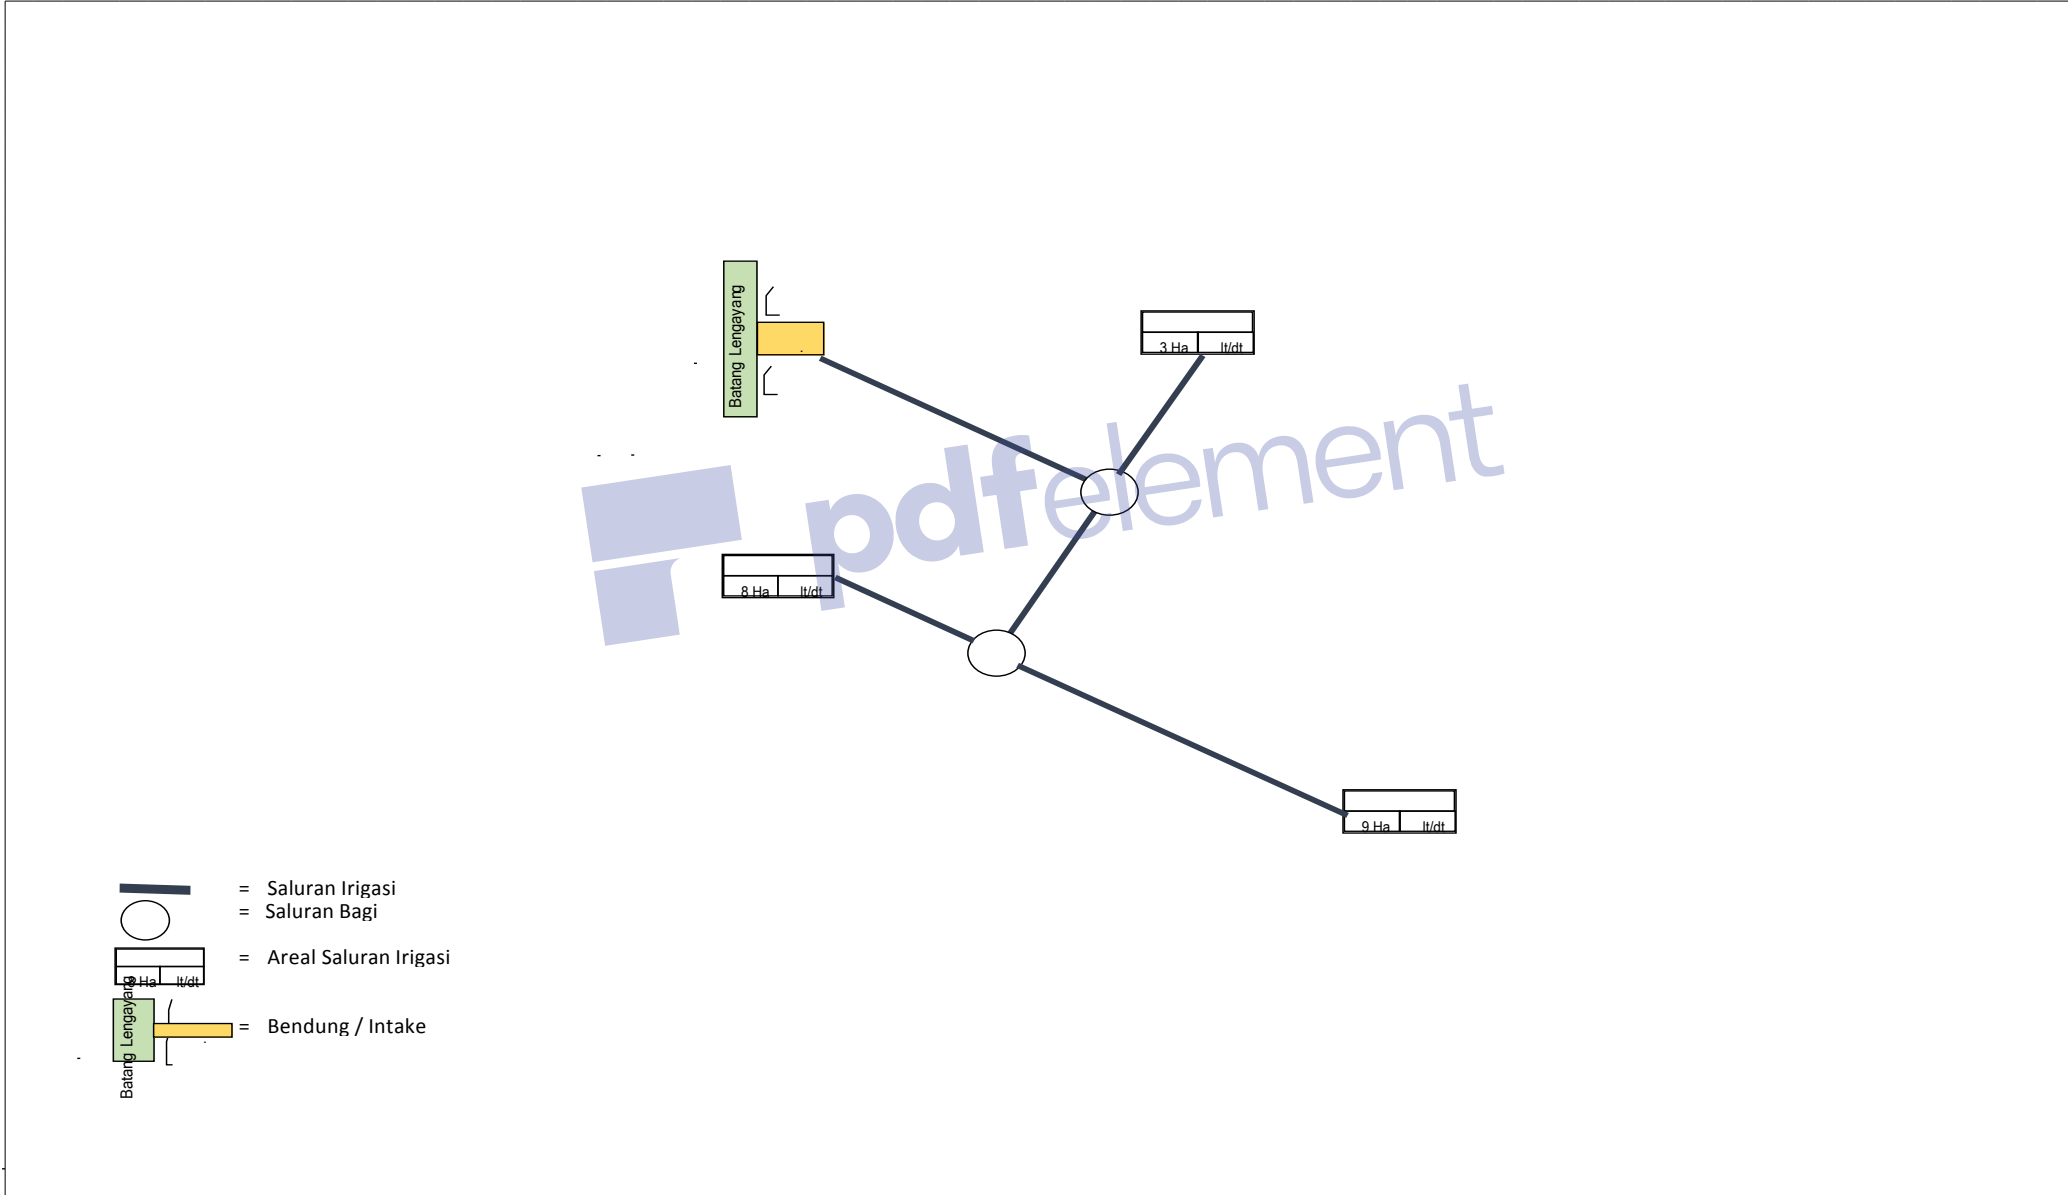 Batang Lengayang
3 Ha lt/dt
pdfelement
8 Ha lt/dt
9 Ha lt/dt
= Saluran Irigasi
= Saluran Bagi
= Areal Saluran Irigasi
Ha lt/dt
Batang Lengayang
= Bendung / Intake